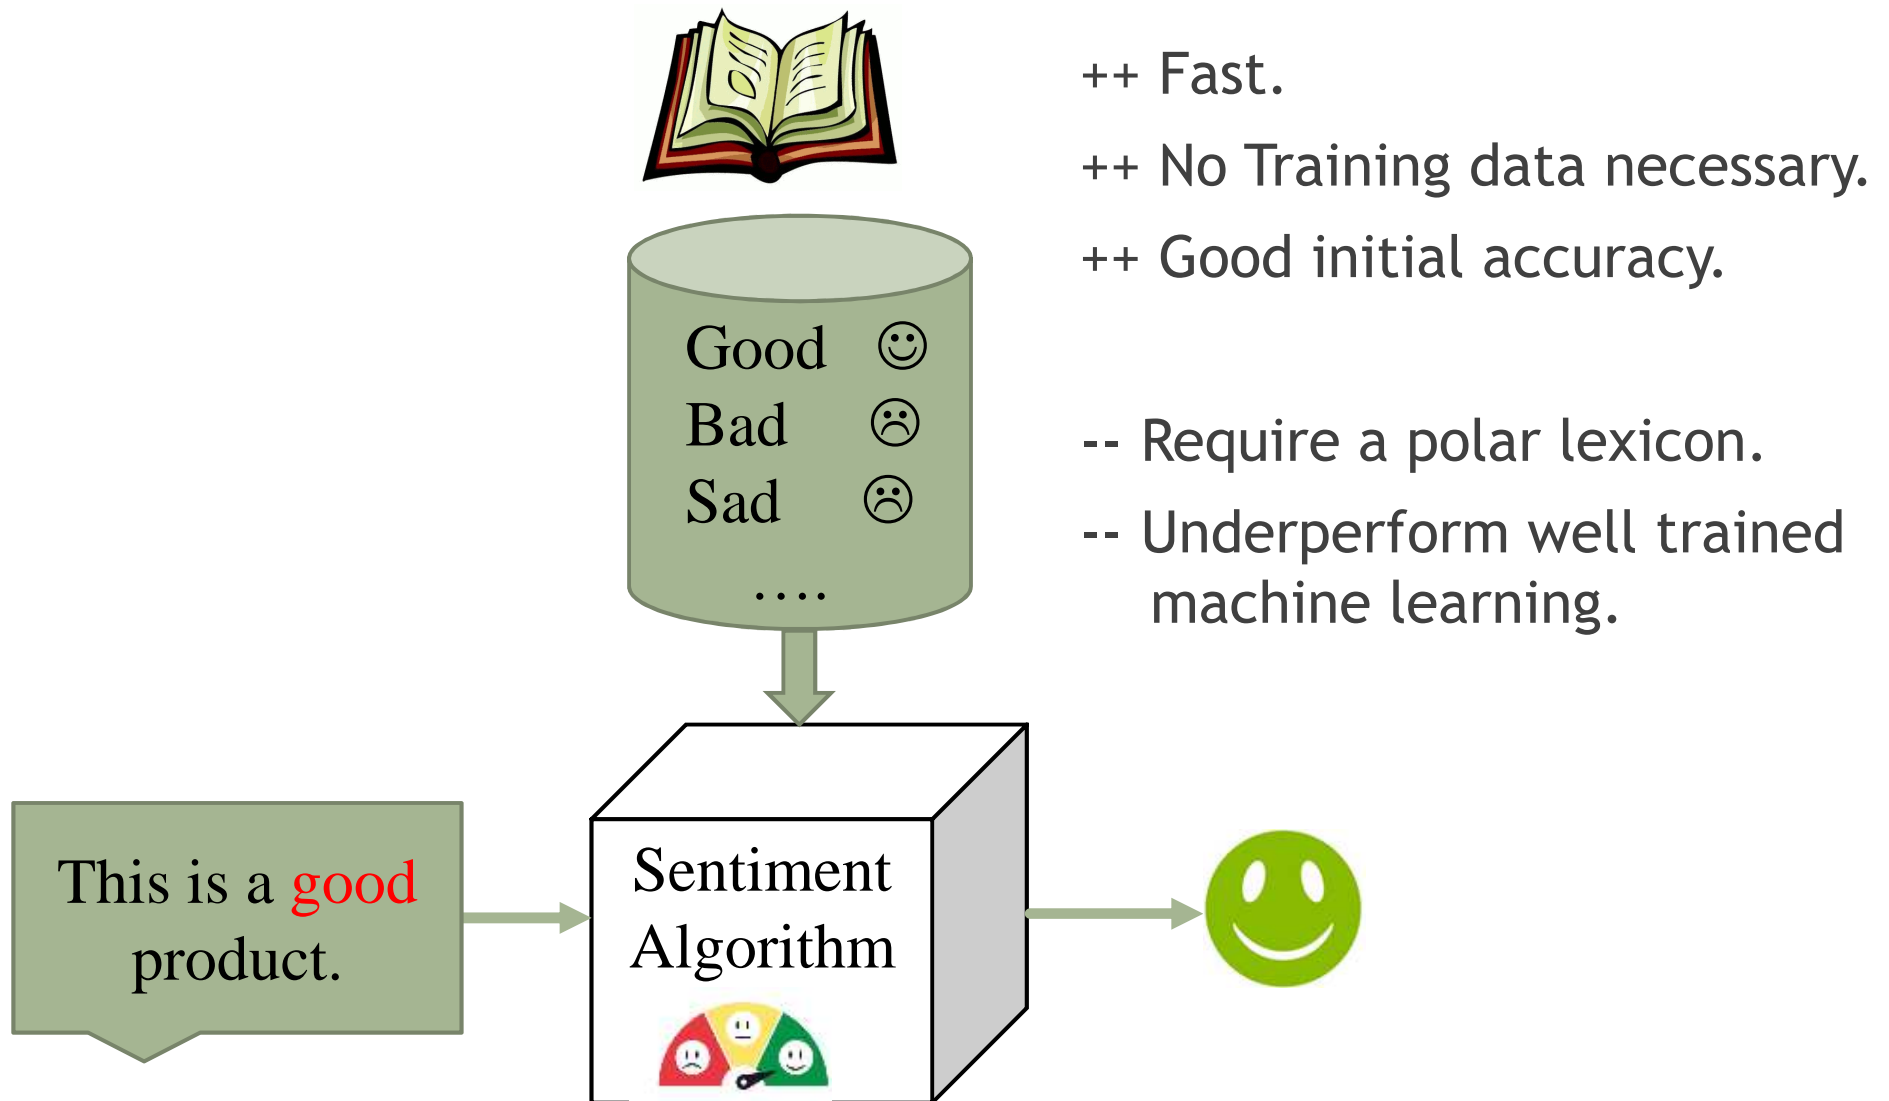 ++ Fast.
++ No Training data necessary.
++ Good initial accuracy.
-- Require a polar lexicon.
-- Underperform well trained
machine learning.
Good ☺
Bad ☹
Sad ☹
….
This is a good
product.
Sentiment
Algorithm